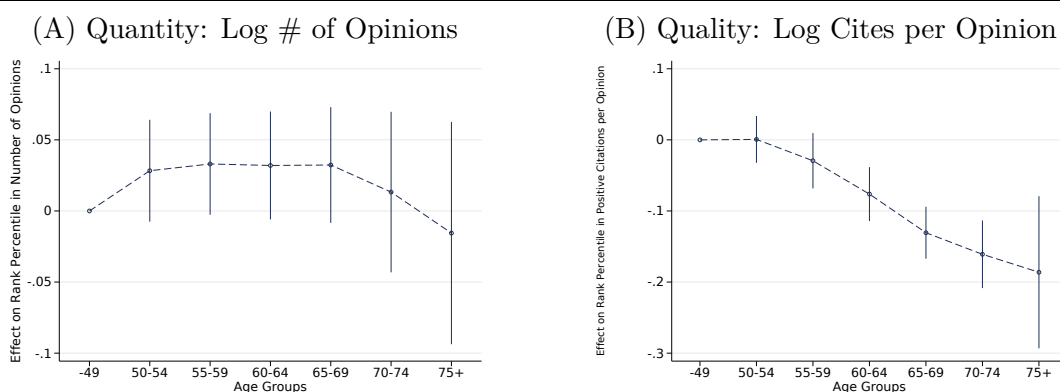 (A) Quantity: Log # of Opinions
Effect on Rank Percentile in Number of Opinions
.1
.05
0
-.05
-.1
-49 50-54 55-59 60-64 65-69 70-74 75+
Age Groups
(B) Quality: Log Cites per Opinion
Effect on Rank Percentile in Positive Citations per Opinion
.1
0
-.1
-.2
-.3
-49 50-54 55-59 60-64 65-69 70-74 75+
Age Groups